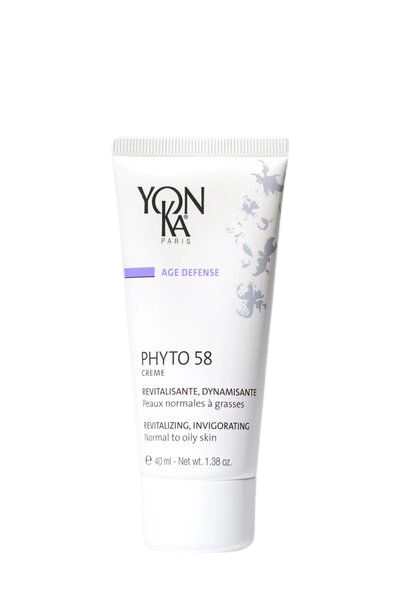 YON
KA®
PARIS
AGE DEFENSE
PHYTO 58
CREME
REVITALISANTE, DYNAMISANTE
Peaux normales à grasses
REVITALIZING, INVIGORATING
Normal to oily skin
℮ 40 ml - Net wt. 1.38 oz.